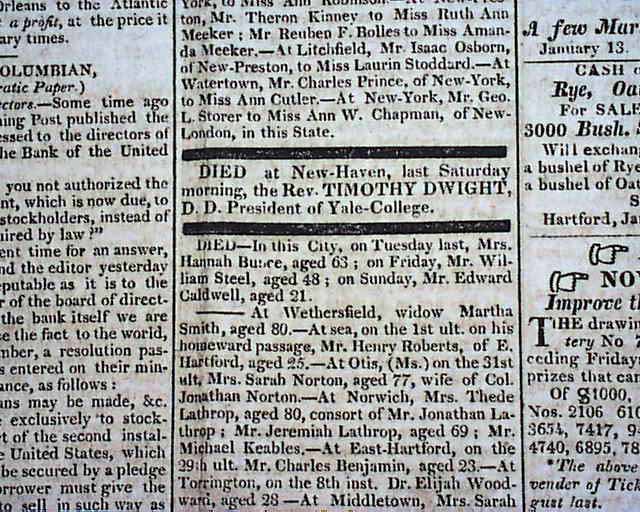 Orleans to the Atlantic
a profit, at the price it
ary times.
OLUMBIAN,
ratic Paper.)
ectors.—Some time ago
ning Post published the
essed to the directors of
he Bank of the United
you not authorized the
nt, which is now due, to
stockholders, instead of
uired by law ?"
ent time for an answer,
nd the editor yesterday
eputable as it is to the
r of the board of direct-
the bank itself we are
e the fact to the world,
mber, a resolution pas-
s entered on their min-
ance, as follows :
ans may be made, &c.
e exclusively to stock-
t of the second instal-
e United States, which
be secured by a pledge
orrower must give the
to sell in such way as
York, to Miss Ann Robinson.—At New-Pres-
ton, Mr. Theron Kinney to Miss Ruth Ann
Meeker ; Mr Reuben F. Bolles to Miss Aman-
da Meeker.—At Litchfield, Mr. Isaac Osborn,
of New-Preston, to Miss Laurin Stoddard.—At
Watertown, Mr. Charles Prince, of New-York,
to Miss Ann Cutler.—At New-York, Mr. Geo.
L. Storer to Miss Ann W. Chapman, of New-
London, in this State.
DIED at New-Haven, last Saturday
morning, the Rev. TIMOTHY DWIGHT,
D. D. President of Yale-College.
DIED—In this City, on Tuesday last, Mrs.
Hannah aged 63 ; on Friday, Mr. Wil-
liam Steel, aged 48 ; on Sunday, Mr. Edward
Caldwell, aged 21.
—— At Wethersfield, widow Martha
Smith, aged 80.—At sea, on the 1st ult. on his
homeward passage, Mr. Henry Roberts, of E.
Hartford, aged 25.—At Otis, (Ms.) on the 31st
ult. Mrs. Sarah Norton, aged 77, wife of Col.
Jonathan Norton.—At Norwich, Mrs. Thede
Lathrop, aged 80, consort of Mr. Jonathan La-
throp ; Mr. Jeremiah Lathrop, aged 69 ; Mr.
Michael Keables.—At East-Hartford, on the
29th ult. Mr. Charles Benjamin, aged 23.—At
Torrington, on the 8th inst. Dr. Elijah Wood-
ward, aged 28 —At Middletown, Mrs. Sarah
A few Mar
January 13.
CASH
Rye, Oa
For SALE
3000 Bush.
Will exchan
a bushel of Rye
a bushel of Oa
S
Hartford, Ja
☞
☞ NO
Improve t
THE drawi
tery No 7
ceding Friday
prizes that ca
Of $1000,
Nos. 2106 610
3654, 7417, 9
4740, 6895, 78
*The above
vender of Tick
gust last.